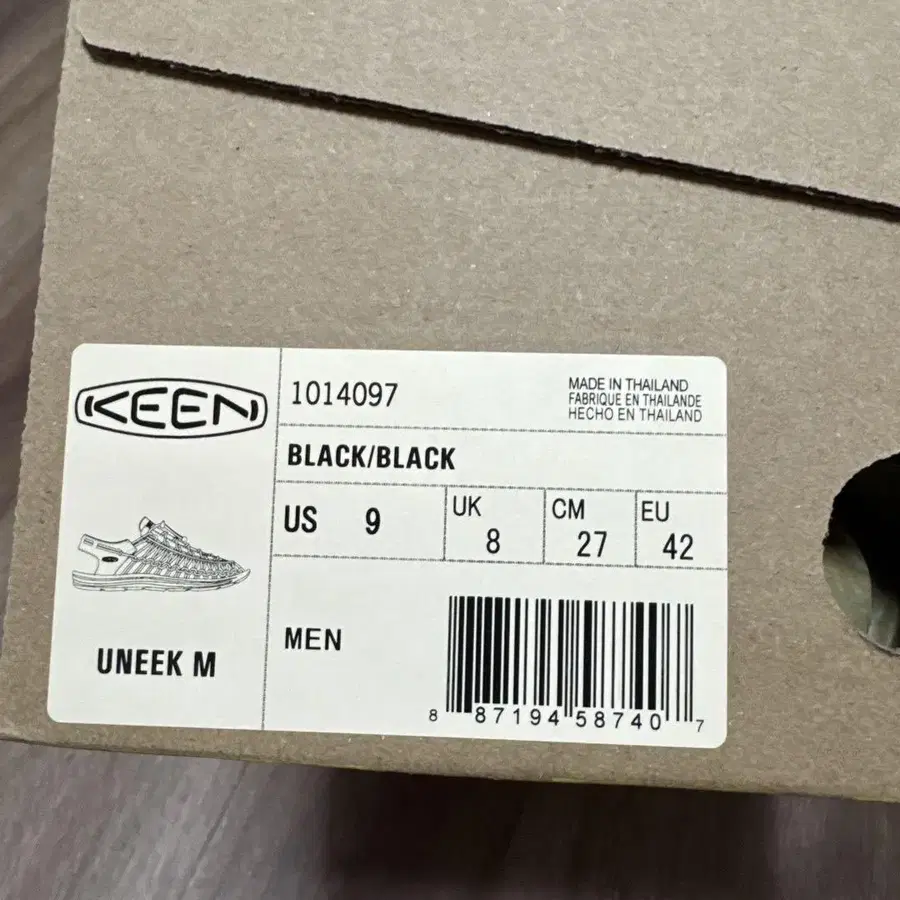 KEEN
1014097
MADE IN THAILAND
FABRIQUE EN THAILANDE
HECHO EN THAILAND
BLACK/BLACK
US 9
UK 8
CM 27
EU 42
UNEEK M
MEN
8 87194 58740 7